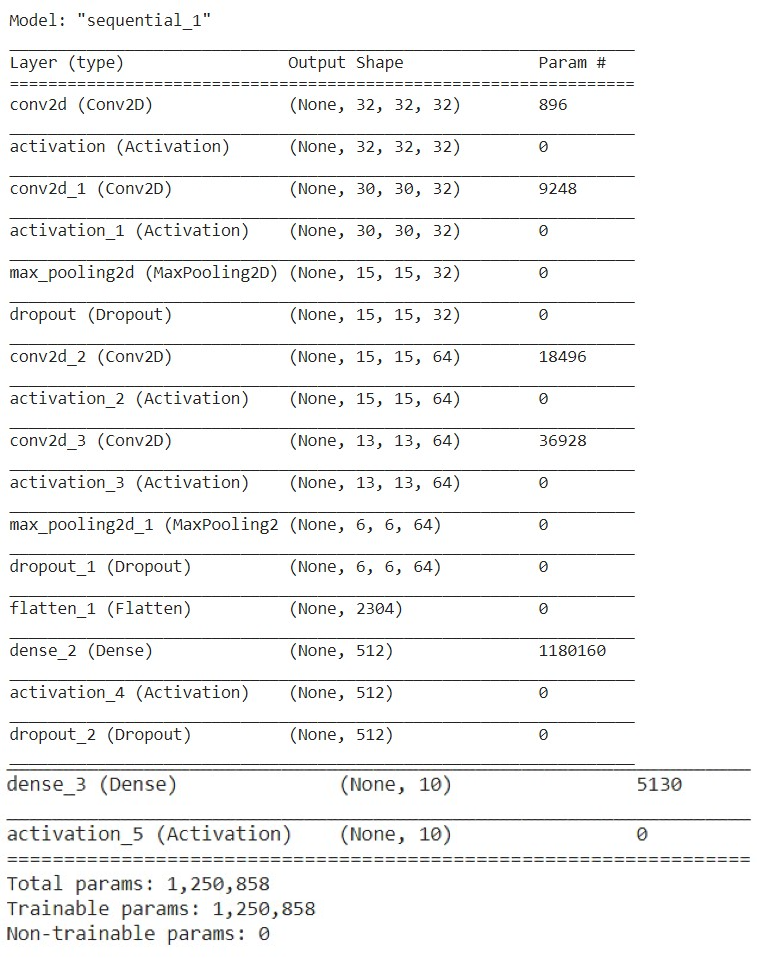 Model: "sequential_1"
Layer (type) Output Shape Param #
=================================================================
conv2d (Conv2D) (None, 32, 32, 32) 896
activation (Activation) (None, 32, 32, 32) 0
conv2d_1 (Conv2D) (None, 30, 30, 32) 9248
activation_1 (Activation) (None, 30, 30, 32) 0
max_pooling2d (MaxPooling2D) (None, 15, 15, 32) 0
dropout (Dropout) (None, 15, 15, 32) 0
conv2d_2 (Conv2D) (None, 15, 15, 64) 18496
activation_2 (Activation) (None, 15, 15, 64) 0
conv2d_3 (Conv2D) (None, 13, 13, 64) 36928
activation_3 (Activation) (None, 13, 13, 64) 0
max_pooling2d_1 (MaxPooling2 (None, 6, 6, 64) 0
dropout_1 (Dropout) (None, 6, 6, 64) 0
flatten_1 (Flatten) (None, 2304) 0
dense_2 (Dense) (None, 512) 1180160
activation_4 (Activation) (None, 512) 0
dropout_2 (Dropout) (None, 512) 0
dense_3 (Dense) (None, 10) 5130
activation_5 (Activation) (None, 10) 0
=================================================================
Total params: 1,250,858
Trainable params: 1,250,858
Non-trainable params: 0